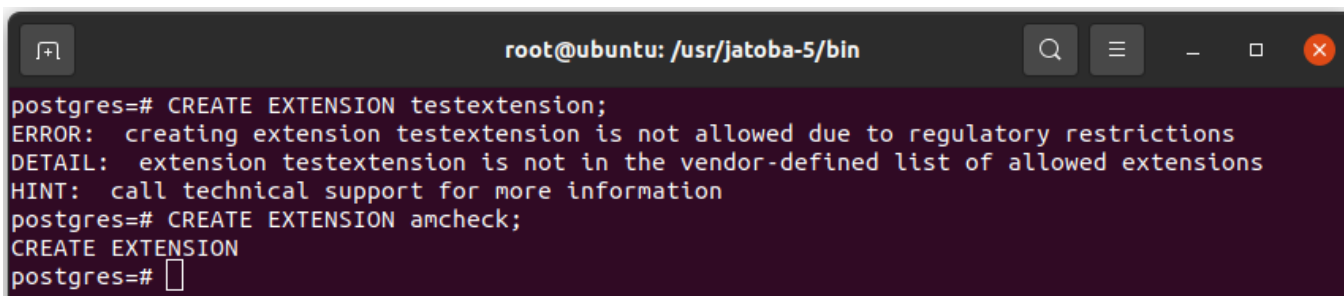 root@ubuntu: /usr/jatoba-5/bin
postgres=# CREATE EXTENSION testextension;
ERROR:  creating extension testextension is not allowed due to regulatory restrictions
DETAIL:  extension testextension is not in the vendor-defined list of allowed extensions
HINT:  call technical support for more information
postgres=# CREATE EXTENSION amcheck;
CREATE EXTENSION
postgres=#